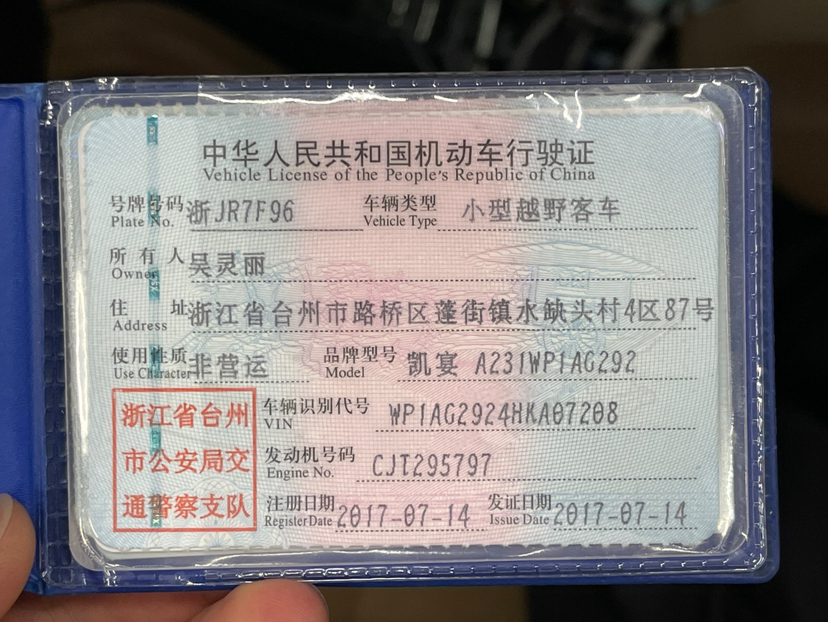 中华人民共和国机动车行驶证
Vehicle License of the People's Republic of China
号牌号码 浙JR7F96 车辆类型 小型越野客车
Plate No. Vehicle Type
所有人 吴灵丽
Owner
住址 浙江省台州市路桥区蓬街镇水缺头村4区87号
Address
使用性质 非营运 品牌型号 凯宴 A231WP1AG292
Use Character Model
浙江省台州 车辆识别代号 WP1AG2924HKA07208
VIN
市公安局交 发动机号码 CJT295797
Engine No.
通警察支队 注册日期 2017-07-14 发证日期 2017-07-14
Register Date Issue Date